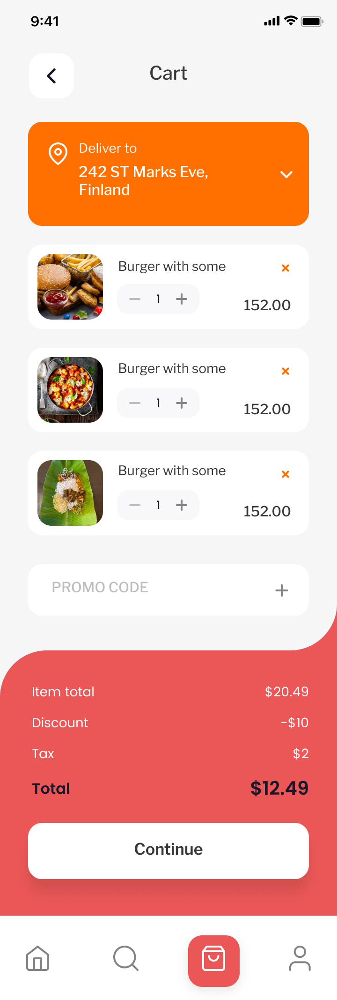 9:41
Cart
Deliver to
242 ST Marks Eve,
Finland
Burger with some
1
152.00
Burger with some
1
152.00
Burger with some
1
152.00
PROMO CODE
Item total $20.49
Discount -$10
Tax $2
Total $12.49
Continue